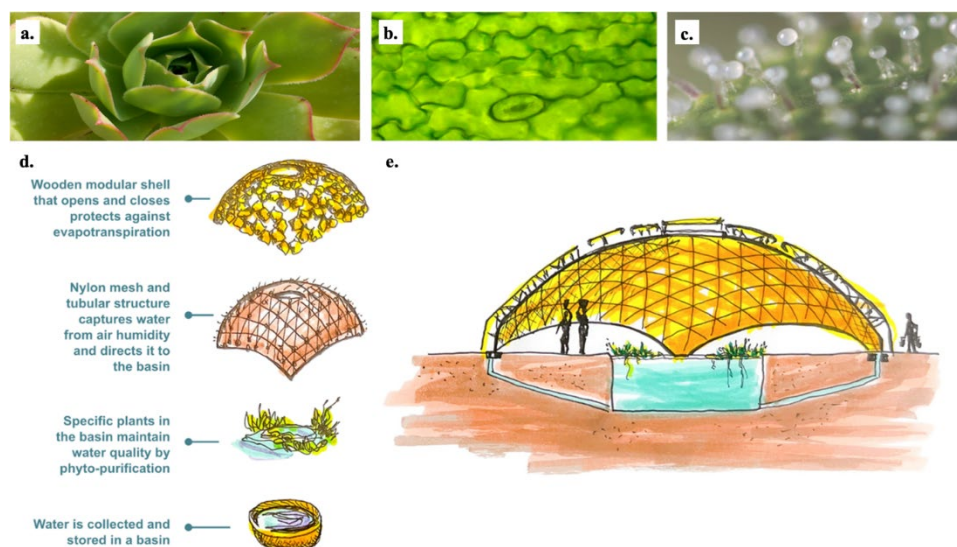 a.
b.
c.
d.
Wooden modular shell
that opens and closes
protects against
evapotranspiration
Nylon mesh and
tubular structure
captures water
from air humidity
and directs it to
the basin
Specific plants in
the basin maintain
water quality by
phyto-purification
Water is collected and
stored in a basin
e.